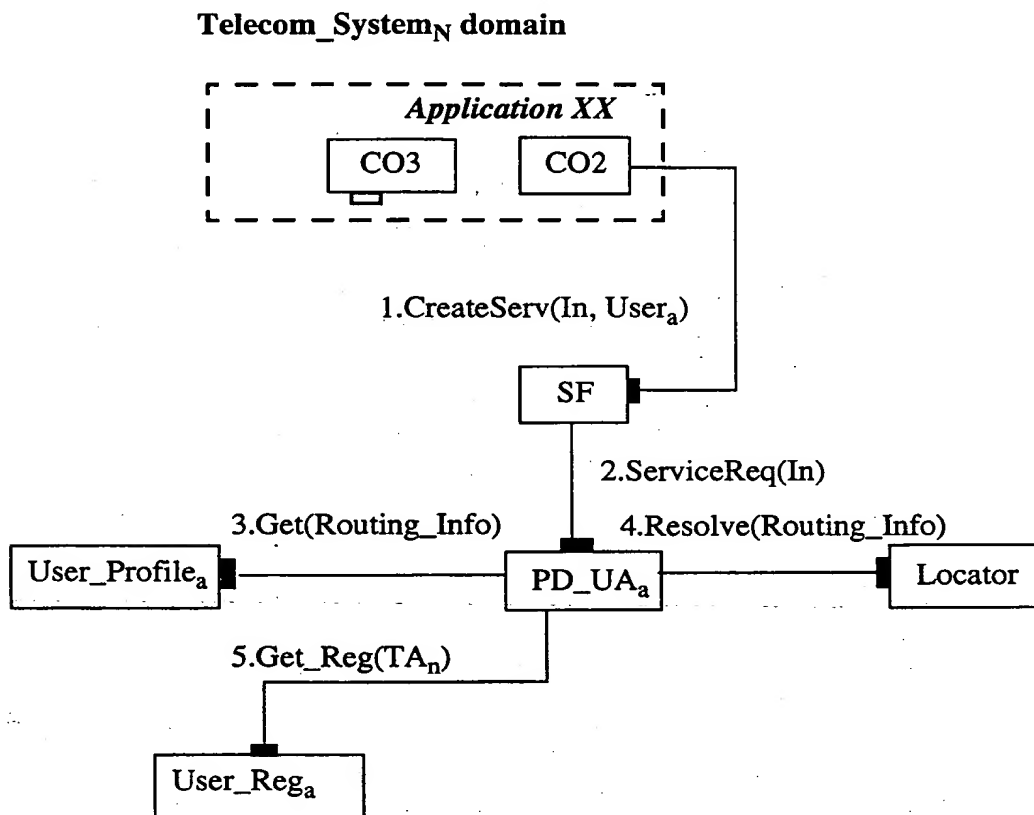 Telecom_SystemN domain
Application XX
CO3
CO2
1.CreateServ(In, Usera)
SF
2.ServiceReq(In)
3.Get(Routing_Info)
4.Resolve(Routing_Info)
User_Profilea
PD_UAa
Locator
5.Get_Reg(TAn)
User_Rega